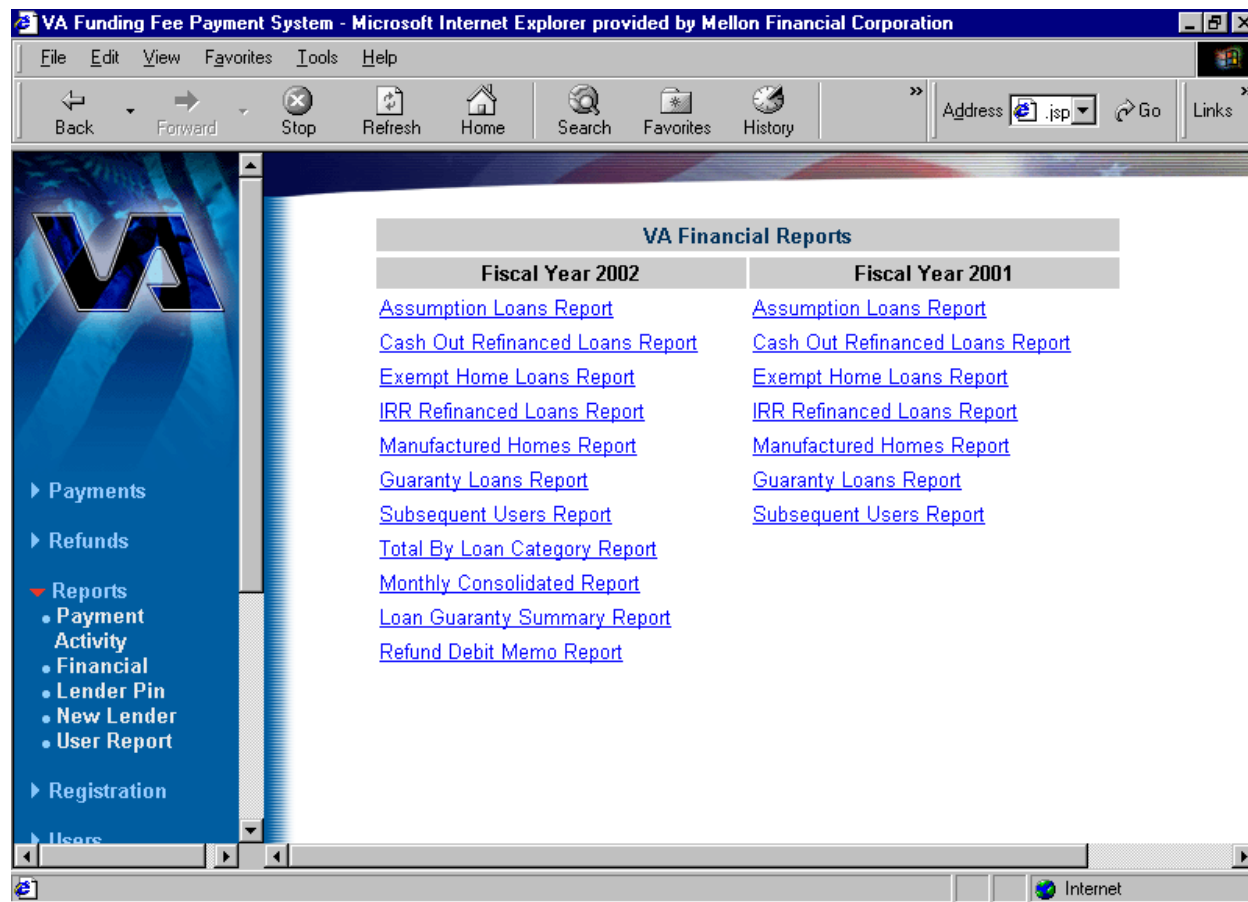 VA Funding Fee Payment System - Microsoft Internet Explorer provided by Mellon Financial Corporation
File Edit View Favorites Tools Help
Back Forward Stop Refresh Home Search Favorites History » Address .jsp Go Links »
VA
VA Financial Reports
Fiscal Year 2002 Fiscal Year 2001
Assumption Loans Report Assumption Loans Report
Cash Out Refinanced Loans Report Cash Out Refinanced Loans Report
Exempt Home Loans Report Exempt Home Loans Report
IRR Refinanced Loans Report IRR Refinanced Loans Report
Manufactured Homes Report Manufactured Homes Report
Guaranty Loans Report Guaranty Loans Report
Subsequent Users Report Subsequent Users Report
Total By Loan Category Report
Monthly Consolidated Report
Loan Guaranty Summary Report
Refund Debit Memo Report
Payments
Refunds
Reports
• Payment
Activity
• Financial
• Lender Pin
• New Lender
• User Report
Registration
Users
Internet